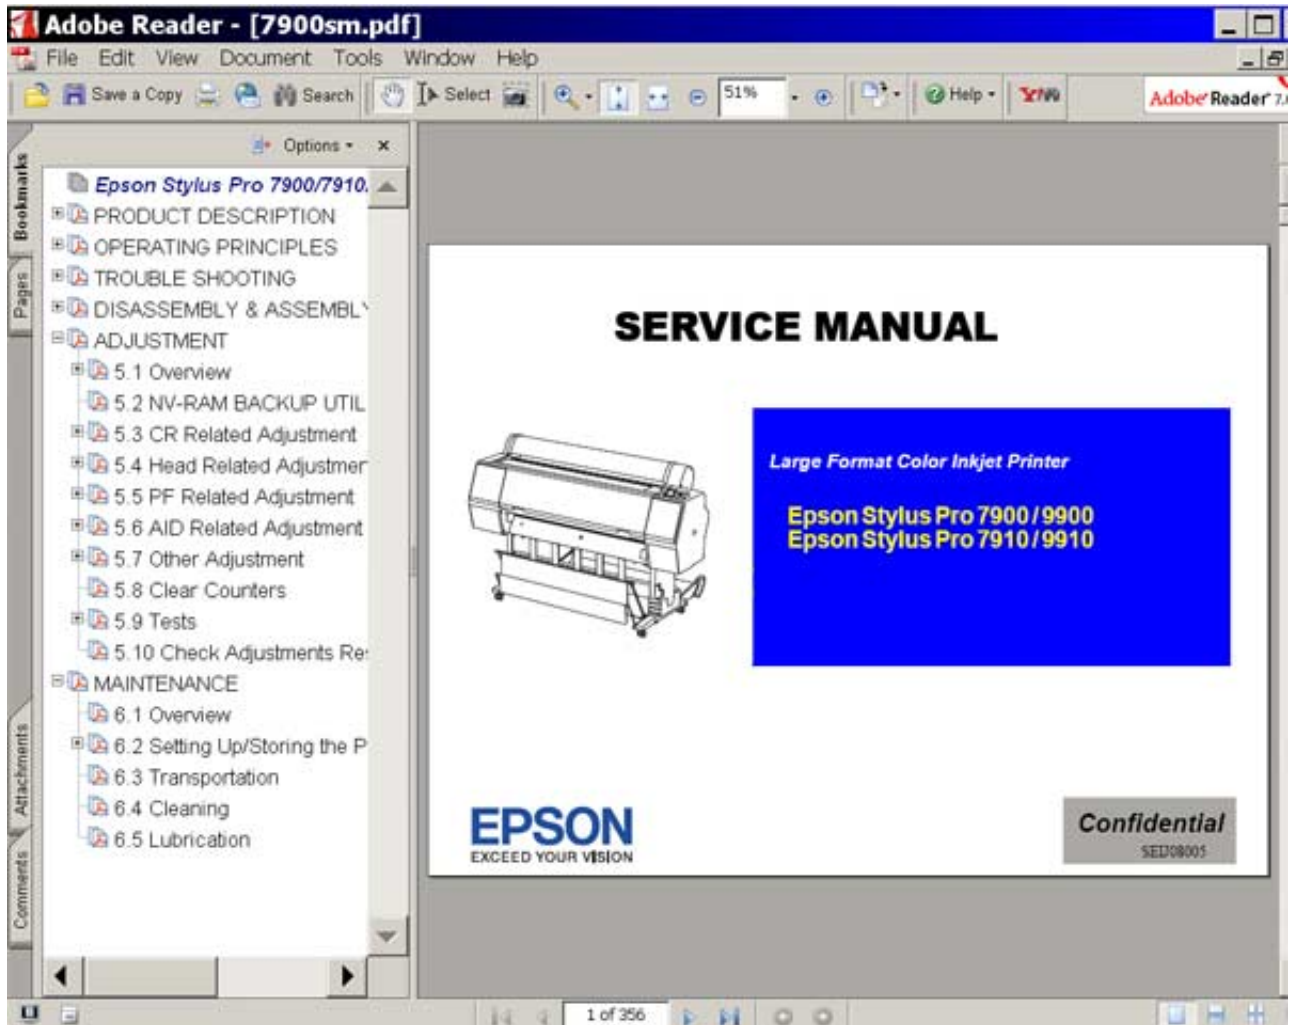 Adobe Reader - [7900sm.pdf]
File Edit View Document Tools Window Help
Save a Copy Search Select 51% Help Adobe Reader 7.
Options
Bookmarks
Pages
Attachments
Comments
Epson Stylus Pro 7900/7910
PRODUCT DESCRIPTION
OPERATING PRINCIPLES
TROUBLE SHOOTING
DISASSEMBLY & ASSEMBL
ADJUSTMENT
5.1 Overview
5.2 NV-RAM BACKUP UTIL
5.3 CR Related Adjustment
5.4 Head Related Adjustmen
5.5 PF Related Adjustment
5.6 AID Related Adjustment
5.7 Other Adjustment
5.8 Clear Counters
5.9 Tests
5.10 Check Adjustments Re
MAINTENANCE
6.1 Overview
6.2 Setting Up/Storing the P
6.3 Transportation
6.4 Cleaning
6.5 Lubrication
SERVICE MANUAL
Large Format Color Inkjet Printer
Epson Stylus Pro 7900 / 9900
Epson Stylus Pro 7910 / 9910
EPSON
EXCEED YOUR VISION
Confidential
SEIJ08005
1 of 356